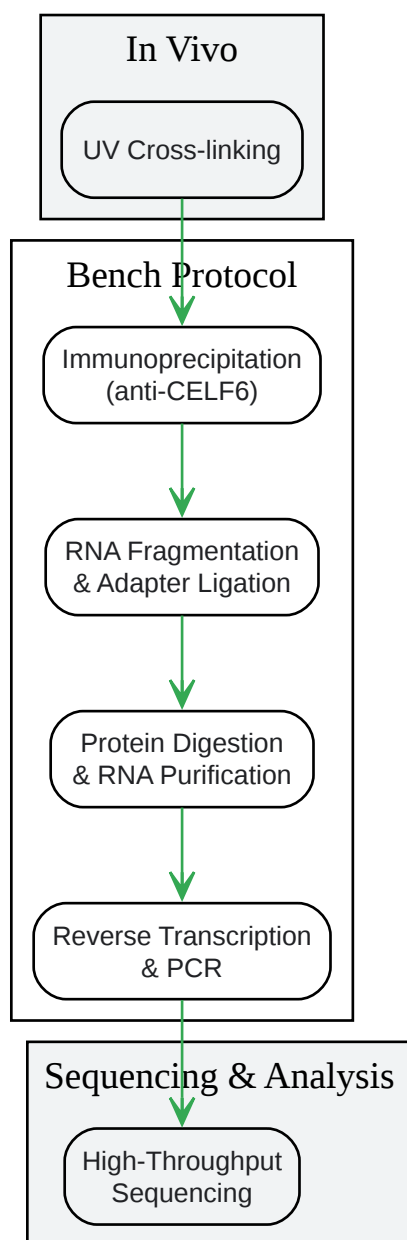 In Vivo
UV Cross-linking
Bench Protocol
Immunoprecipitation
(anti-CELF6)
RNA Fragmentation
& Adapter Ligation
Protein Digestion
& RNA Purification
Reverse Transcription
& PCR
Sequencing & Analysis
High-Throughput
Sequencing